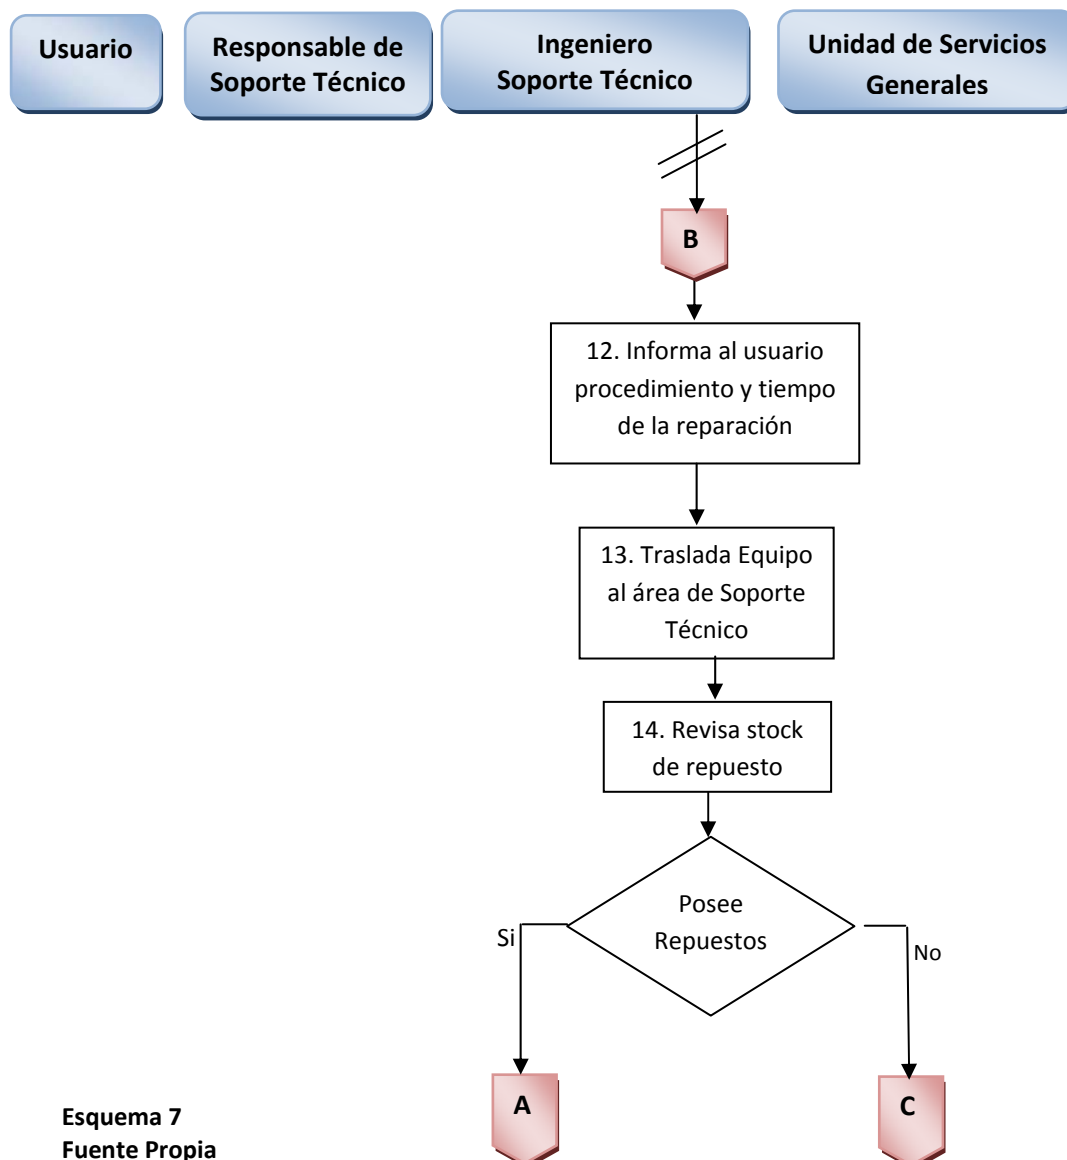 Usuario
Responsable de
Soporte Técnico
Ingeniero
Soporte Técnico
Unidad de Servicios
Generales
B
12. Informa al usuario
procedimiento y tiempo
de la reparación
13. Traslada Equipo
al área de Soporte
Técnico
14. Revisa stock
de repuesto
Posee
Repuestos
Si
No
A
C
Esquema 7
Fuente Propia